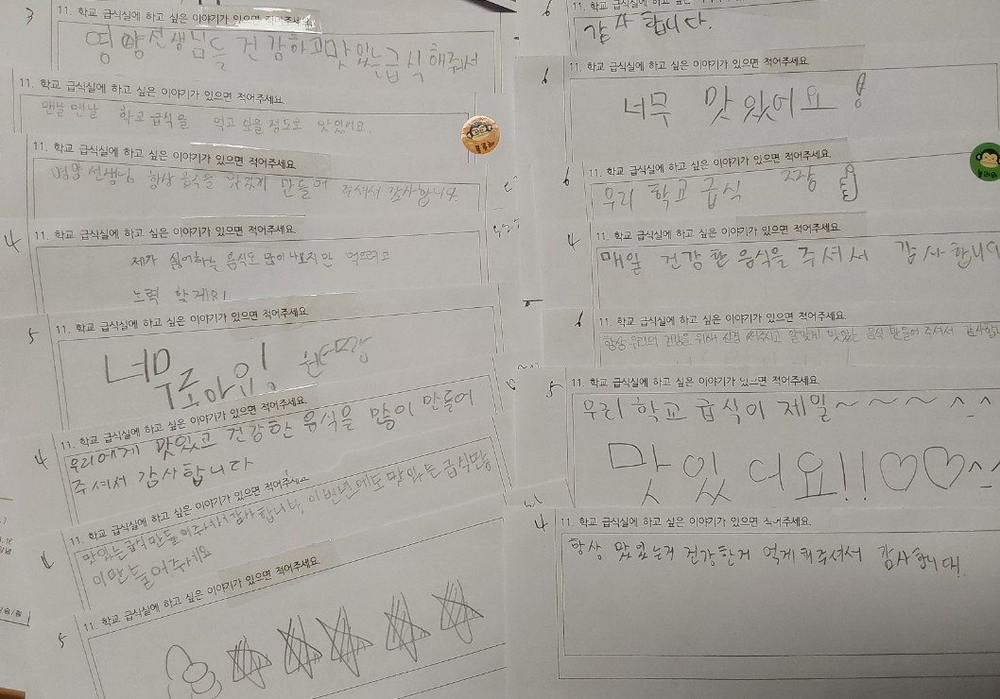 3
11. 학교 급식실에 하고 싶은 이야기가 있으면 적어주세요
영양선생님들 건강하고 맛있는 급식 해줘서
11. 학교 급식실에 하고 싶은 이야기가 있으면 적어주세요
맨날맨날 학교 급식을 먹고 싶을 정도로 맛있어요.
11. 학교 급식실에 하고 싶은 이야기가 있으면 적어주세요
영양선생님 항상 음식을 맛있게 만들어 주셔서 감사합니다.
4
11. 학교 급식실에 하고 싶은 이야기가 있으면 적어주세요
제가 싫어하는 음식도 많이 나오지만 먹으려고
노력 할게요!
5
11. 학교 급식실에 하고 싶은 이야기가 있으면 적어주세요.
너무 조아잉
4
11. 학교 급식실에 하고 싶은 이야기가 있으면 적어주세요.
우리에게 맛있고 건강한 음식을 많이 만들어
주셔서 감사합니다
11. 학교 급식실에 하고 싶은 이야기가 있으면 적어주세요
맛있는 급식 만들어주셔서 감사합니다,
5
11. 학교 급식실에 하고 싶은 이야기가 있으면 적어주세요.
6
감사합니다.
6
11. 학교 급식실에 하고 싶은 이야기가 있으면 적어주세요.
너무 맛있어요!
6
11. 학교 급식실에 하고 싶은 이야기가 있으면 적어주세요
우리 학교 급식 짱
4
11. 학교 급식실에 하고 싶은 이야기가 있으면 적어주세요.
매일 건강한 음식을 주셔서 감사합니다
6
11. 학교 급식실에 하고 싶은 이야기가 있으면 적어주세요.
항상 우리의 건강을 위해 신경 써주시고 알맞게 맛있는 음식 만들어 주셔서 감사합니
5
11. 학교 급식실에 하고 싶은 이야기가 있으면 적어주세요.
우리 학교 급식이 제일~~~ ^_^
맛있어요!!♡♡^^
4
11. 학교 급식실에 하고 싶은 이야기가 있으면 적어주세요.
항상 맛있는거 건강한거 먹게 해주셔서 감사합니다!